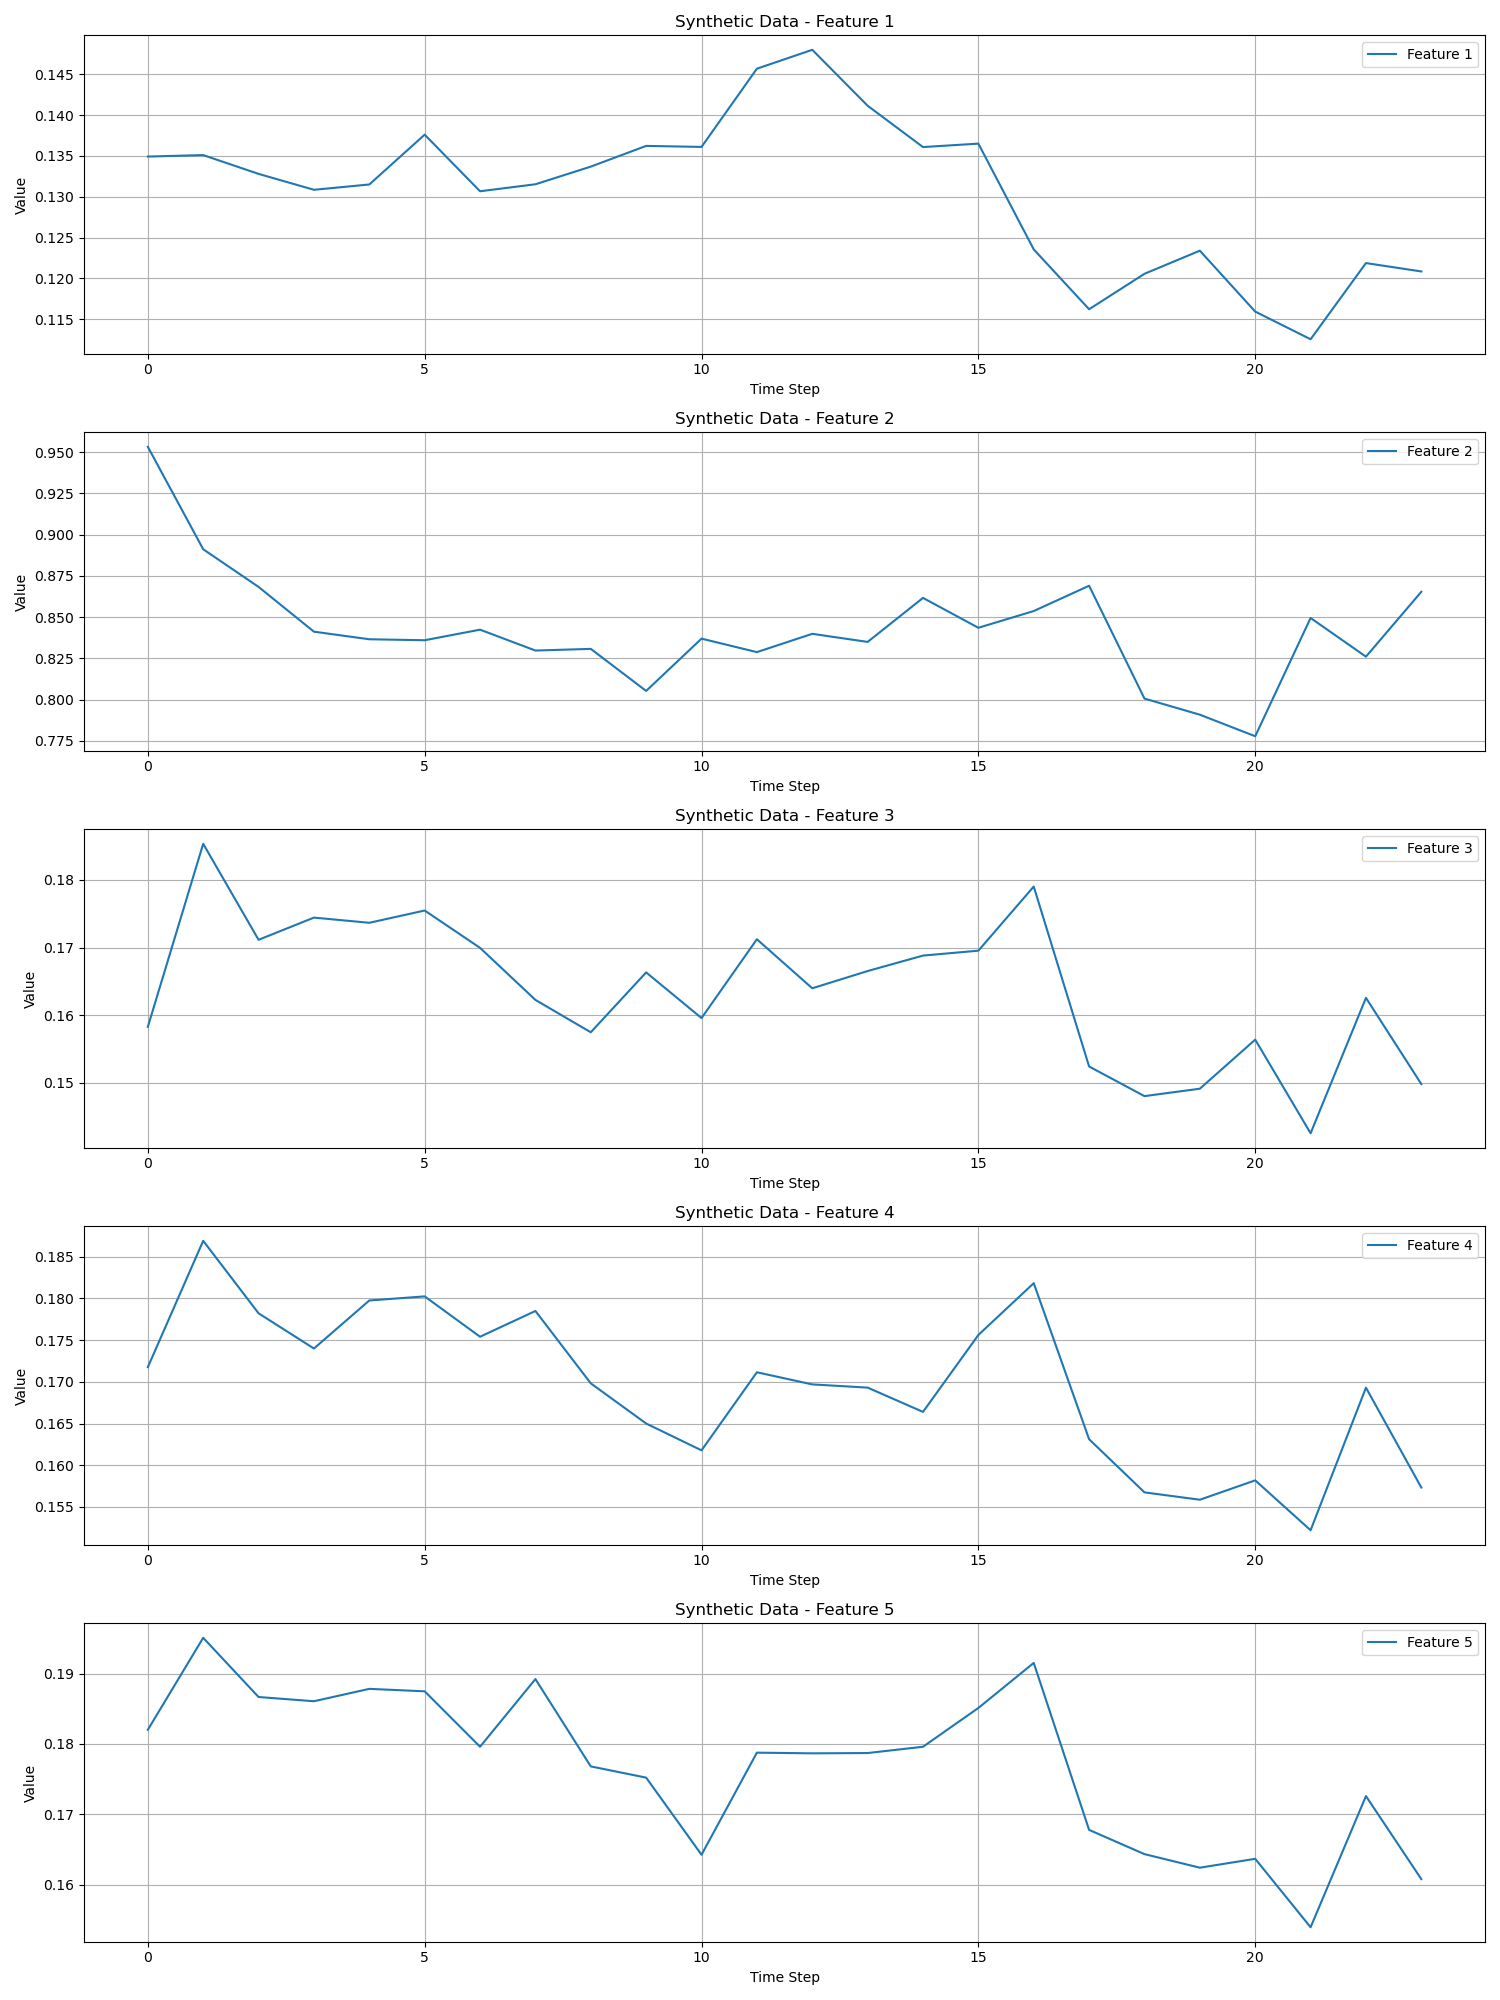 Synthetic Data - Feature 1
Feature 1
0.145
0.140
0.135
0.130
0.125
0.120
0.115
Value
0 5 10 15 20
Time Step
Synthetic Data - Feature 2
Feature 2
0.950
0.925
0.900
0.875
0.850
0.825
0.800
0.775
Value
0 5 10 15 20
Time Step
Synthetic Data - Feature 3
Feature 3
0.18
0.17
0.16
0.15
Value
0 5 10 15 20
Time Step
Synthetic Data - Feature 4
Feature 4
0.185
0.180
0.175
0.170
0.165
0.160
0.155
Value
0 5 10 15 20
Time Step
Synthetic Data - Feature 5
Feature 5
0.19
0.18
0.17
0.16
Value
0 5 10 15 20
Time Step